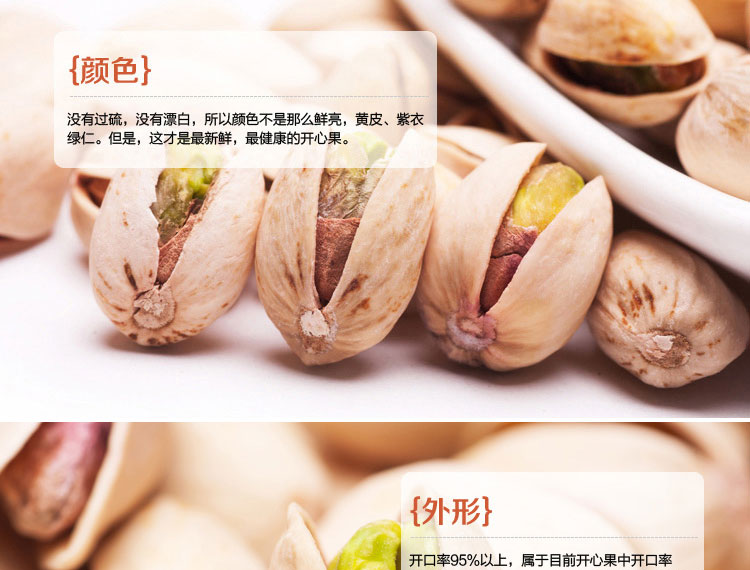 {颜色}
没有过硫，没有漂白，所以颜色不是那么鲜亮，黄皮、紫衣
绿仁。但是，这才是最新鲜，最健康的开心果。
{外形}
开口率95%以上，属于目前开心果中开口率